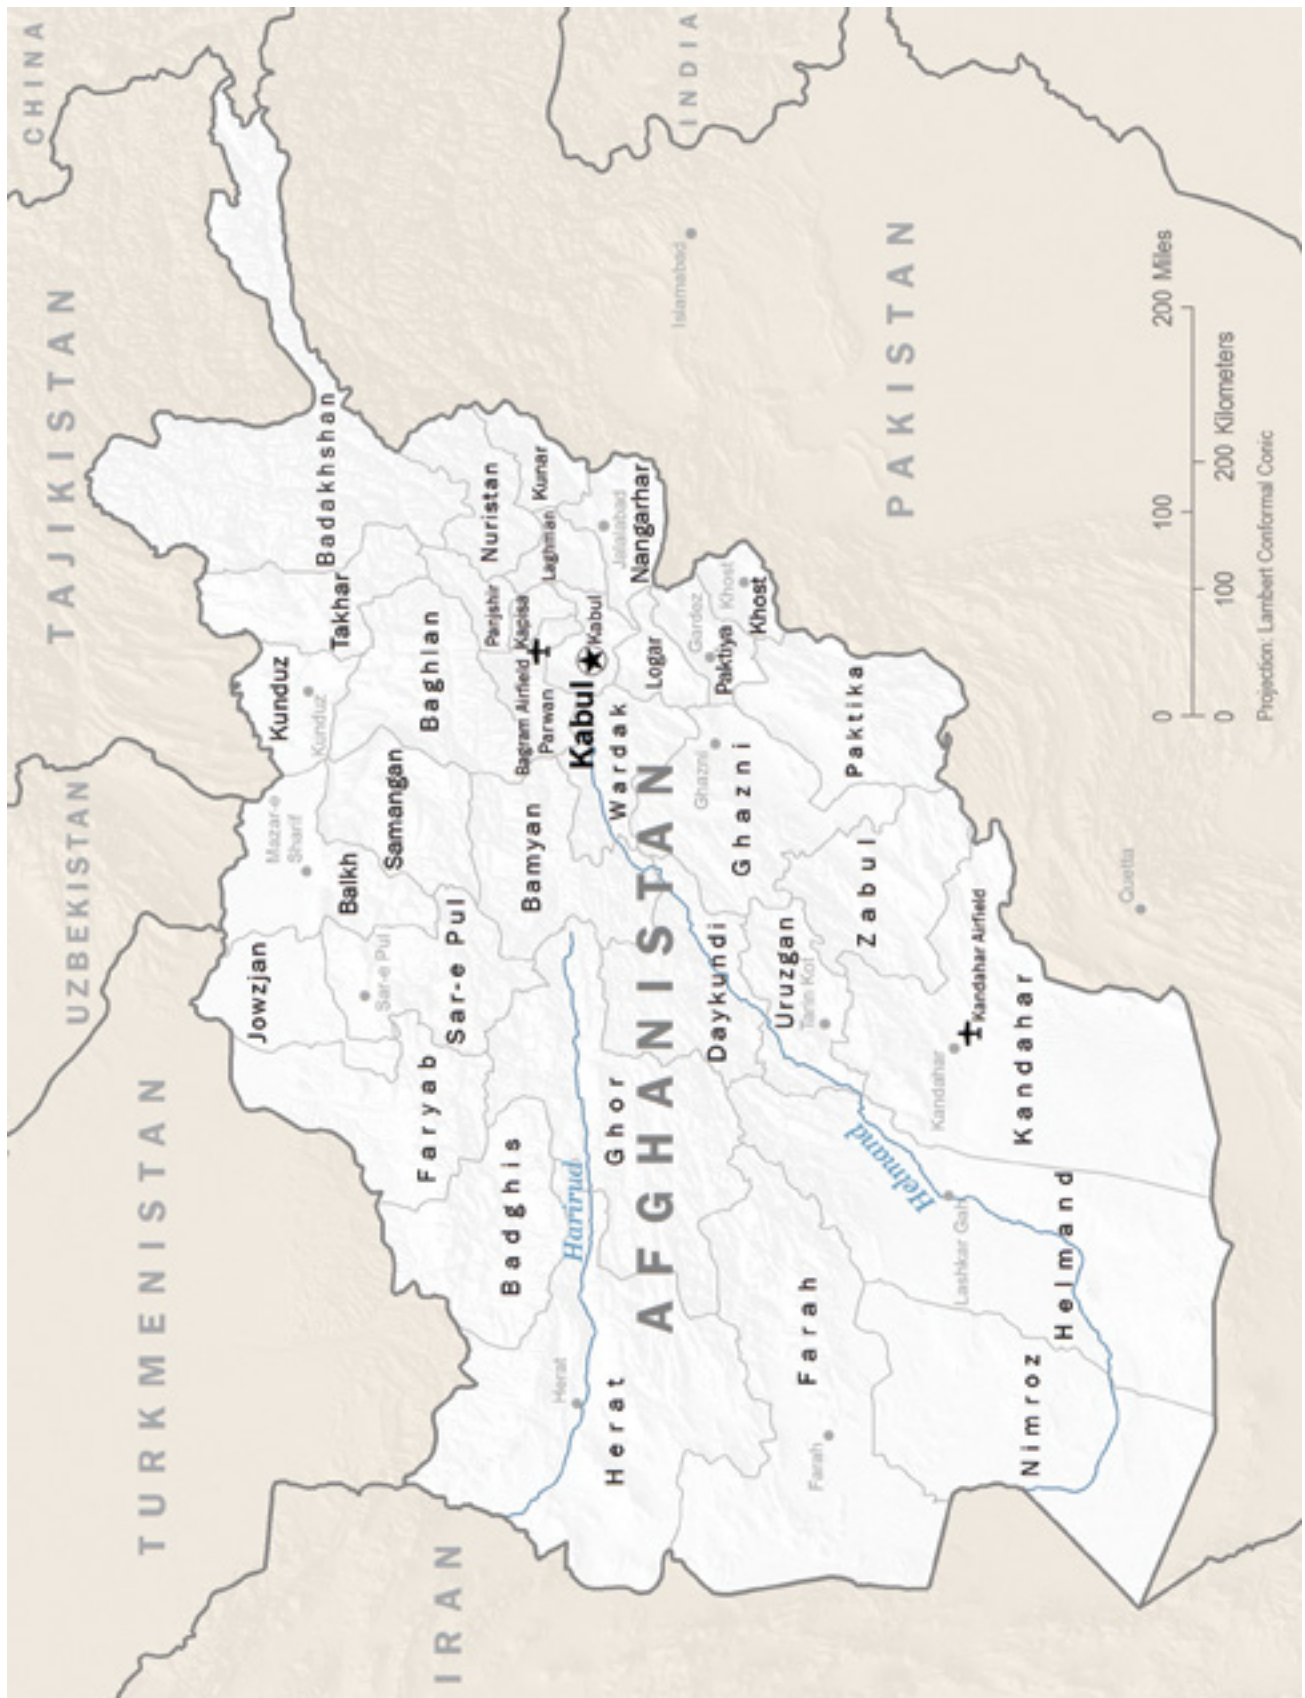 CHINA
TAJIKISTAN
UZBEKISTAN
TURKMENISTAN
IRAN
INDIA
PAKISTAN
AFGHANISTAN
Jowzjan
Balkh
Mazar-e
Sharif
Kunduz
Kunduz
Takhar
Badakhshan
Samangan
Baghlan
Sar-e Pul
Sar-e Pul
Faryab
Badghis
Bamyan
Panjshir
Nuristan
Kunar
Laghman
Kapisa
Bagram Airfield
Parwan
Kabul
Kabul
Jalalabad
Nangarhar
Wardak
Logar
Gardez
Paktiya
Khost
Khost
Islamabad
Harirud
Ghor
Herat
Herat
Daykundi
Ghazni
Ghazni
Uruzgan
Tarin Kot
Zabul
Paktika
Farah
Farah
Helmand
Lashkar Gah
Kandahar
Kandahar Airfield
Kandahar
Helmand
Nimroz
Quetta
0 100 200 Miles
0 100 200 Kilometers
Projection: Lambert Conformal Conic